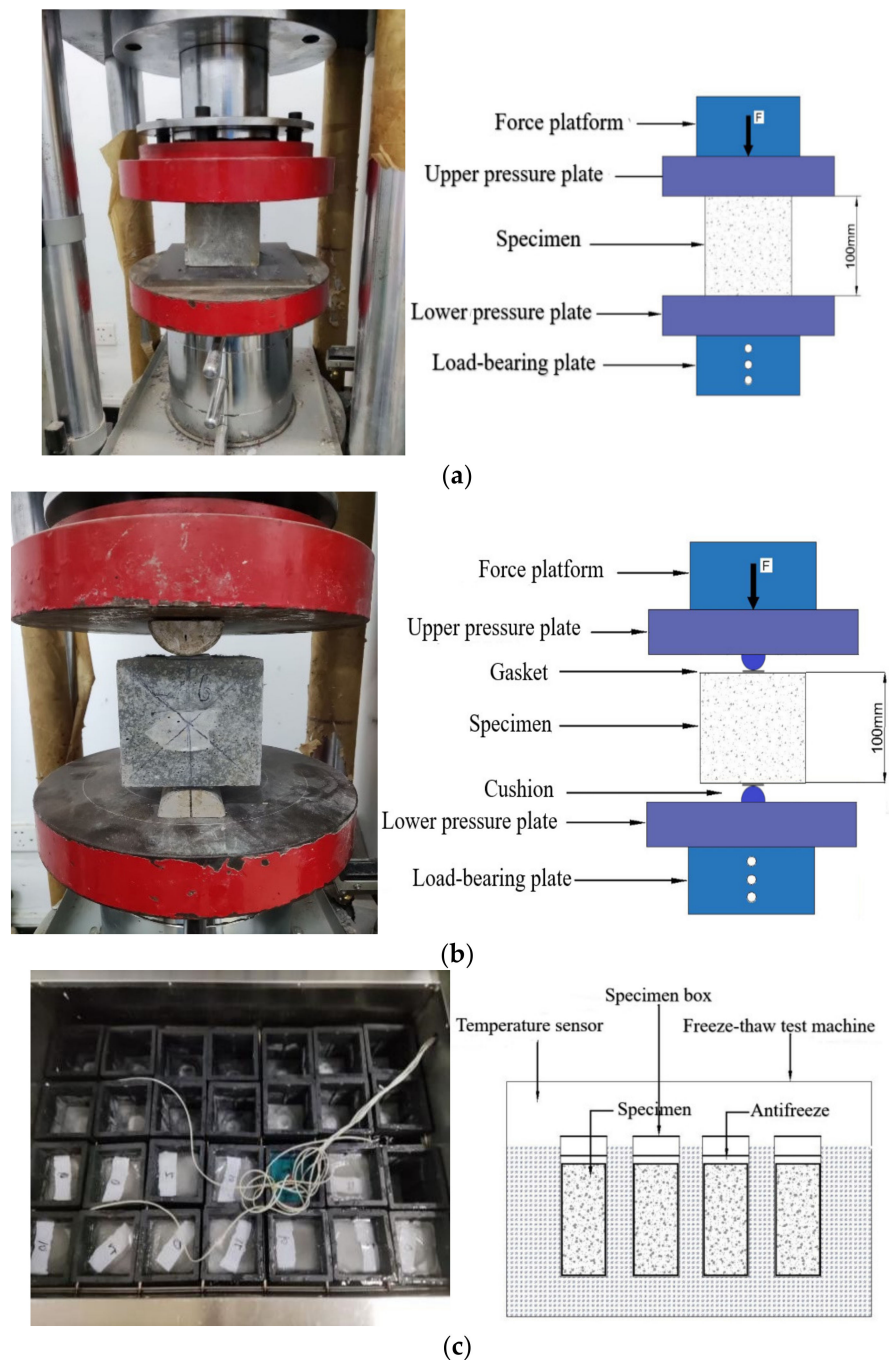 Force platform
F
Upper pressure plate
Specimen
100mm
Lower pressure plate
Load-bearing plate
(a)
6
Force platform
F
Upper pressure plate
Gasket
Specimen
100mm
Cushion
Lower pressure plate
Load-bearing plate
(b)
Specimen box
Temperature sensor
Freeze-thaw test machine
Specimen
Antifreeze
(c)